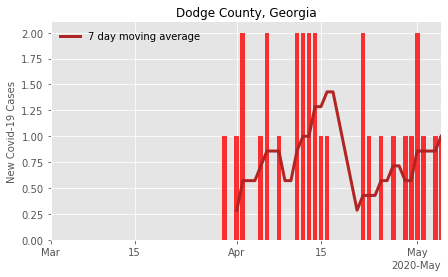 Dodge County, Georgia
7 day moving average
New Covid-19 Cases
2.00
1.75
1.50
1.25
1.00
0.75
0.50
0.25
0.00
Mar 15 Apr 15 May
2020-May